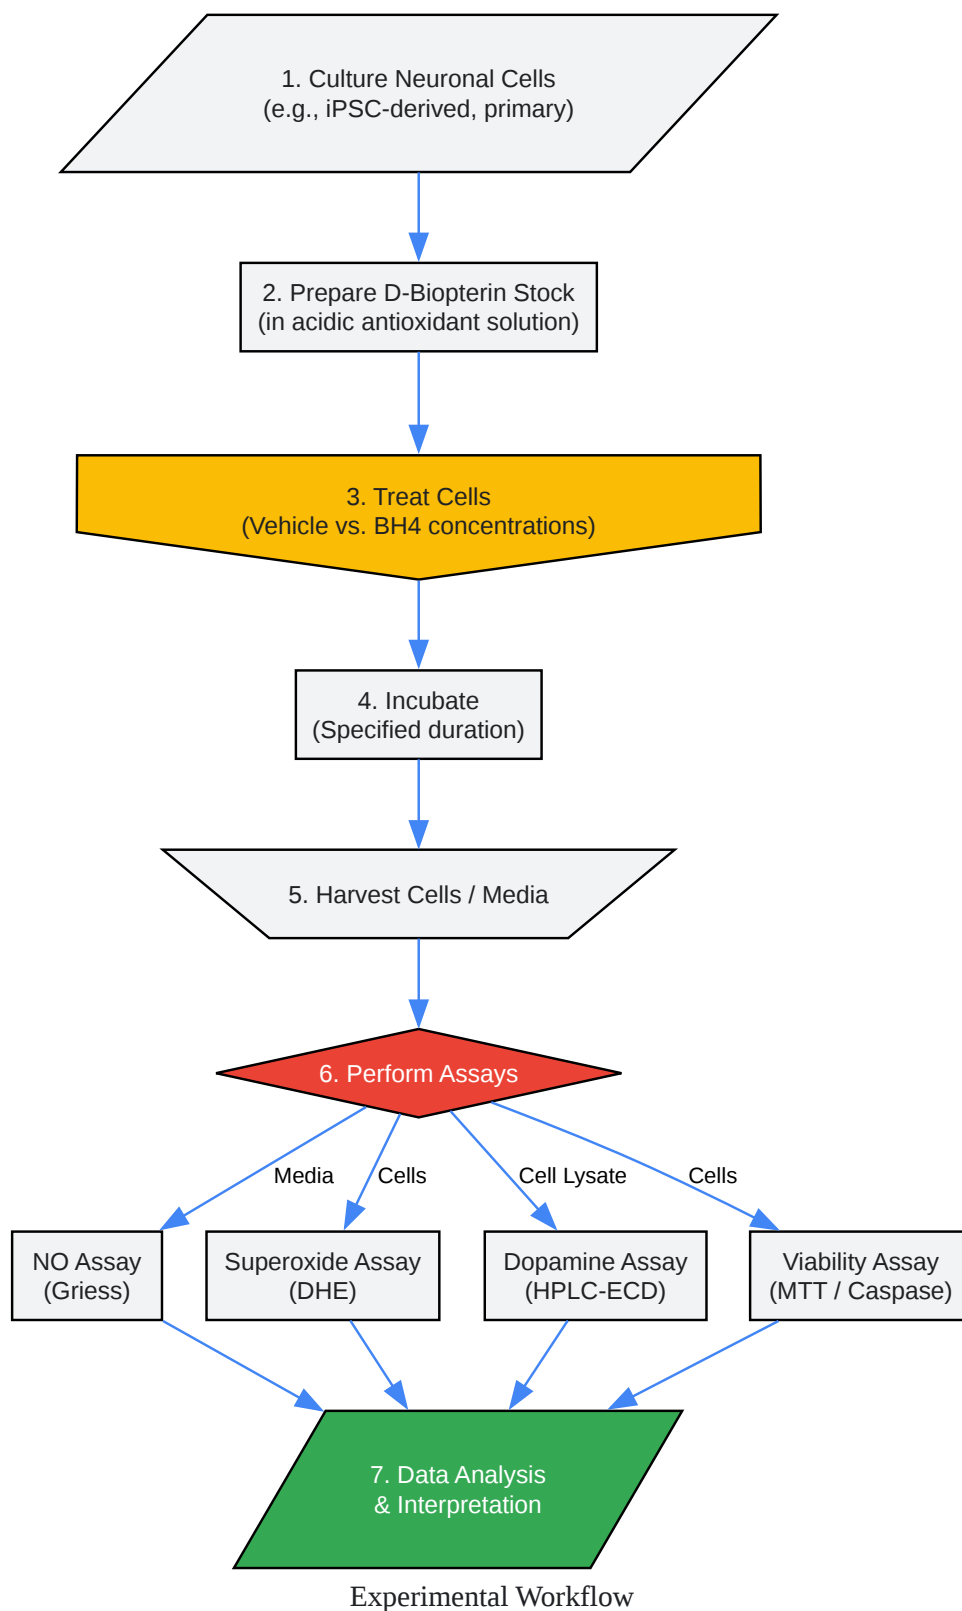 1. Culture Neuronal Cells
(e.g., iPSC-derived, primary)
2. Prepare D-Biopterin Stock
(in acidic antioxidant solution)
3. Treat Cells
(Vehicle vs. BH4 concentrations)
4. Incubate
(Specified duration)
5. Harvest Cells / Media
6. Perform Assays
Media
Cells
Cell Lysate
Cells
NO Assay
(Griess)
Superoxide Assay
(DHE)
Dopamine Assay
(HPLC-ECD)
Viability Assay
(MTT / Caspase)
7. Data Analysis
& Interpretation
Experimental Workflow